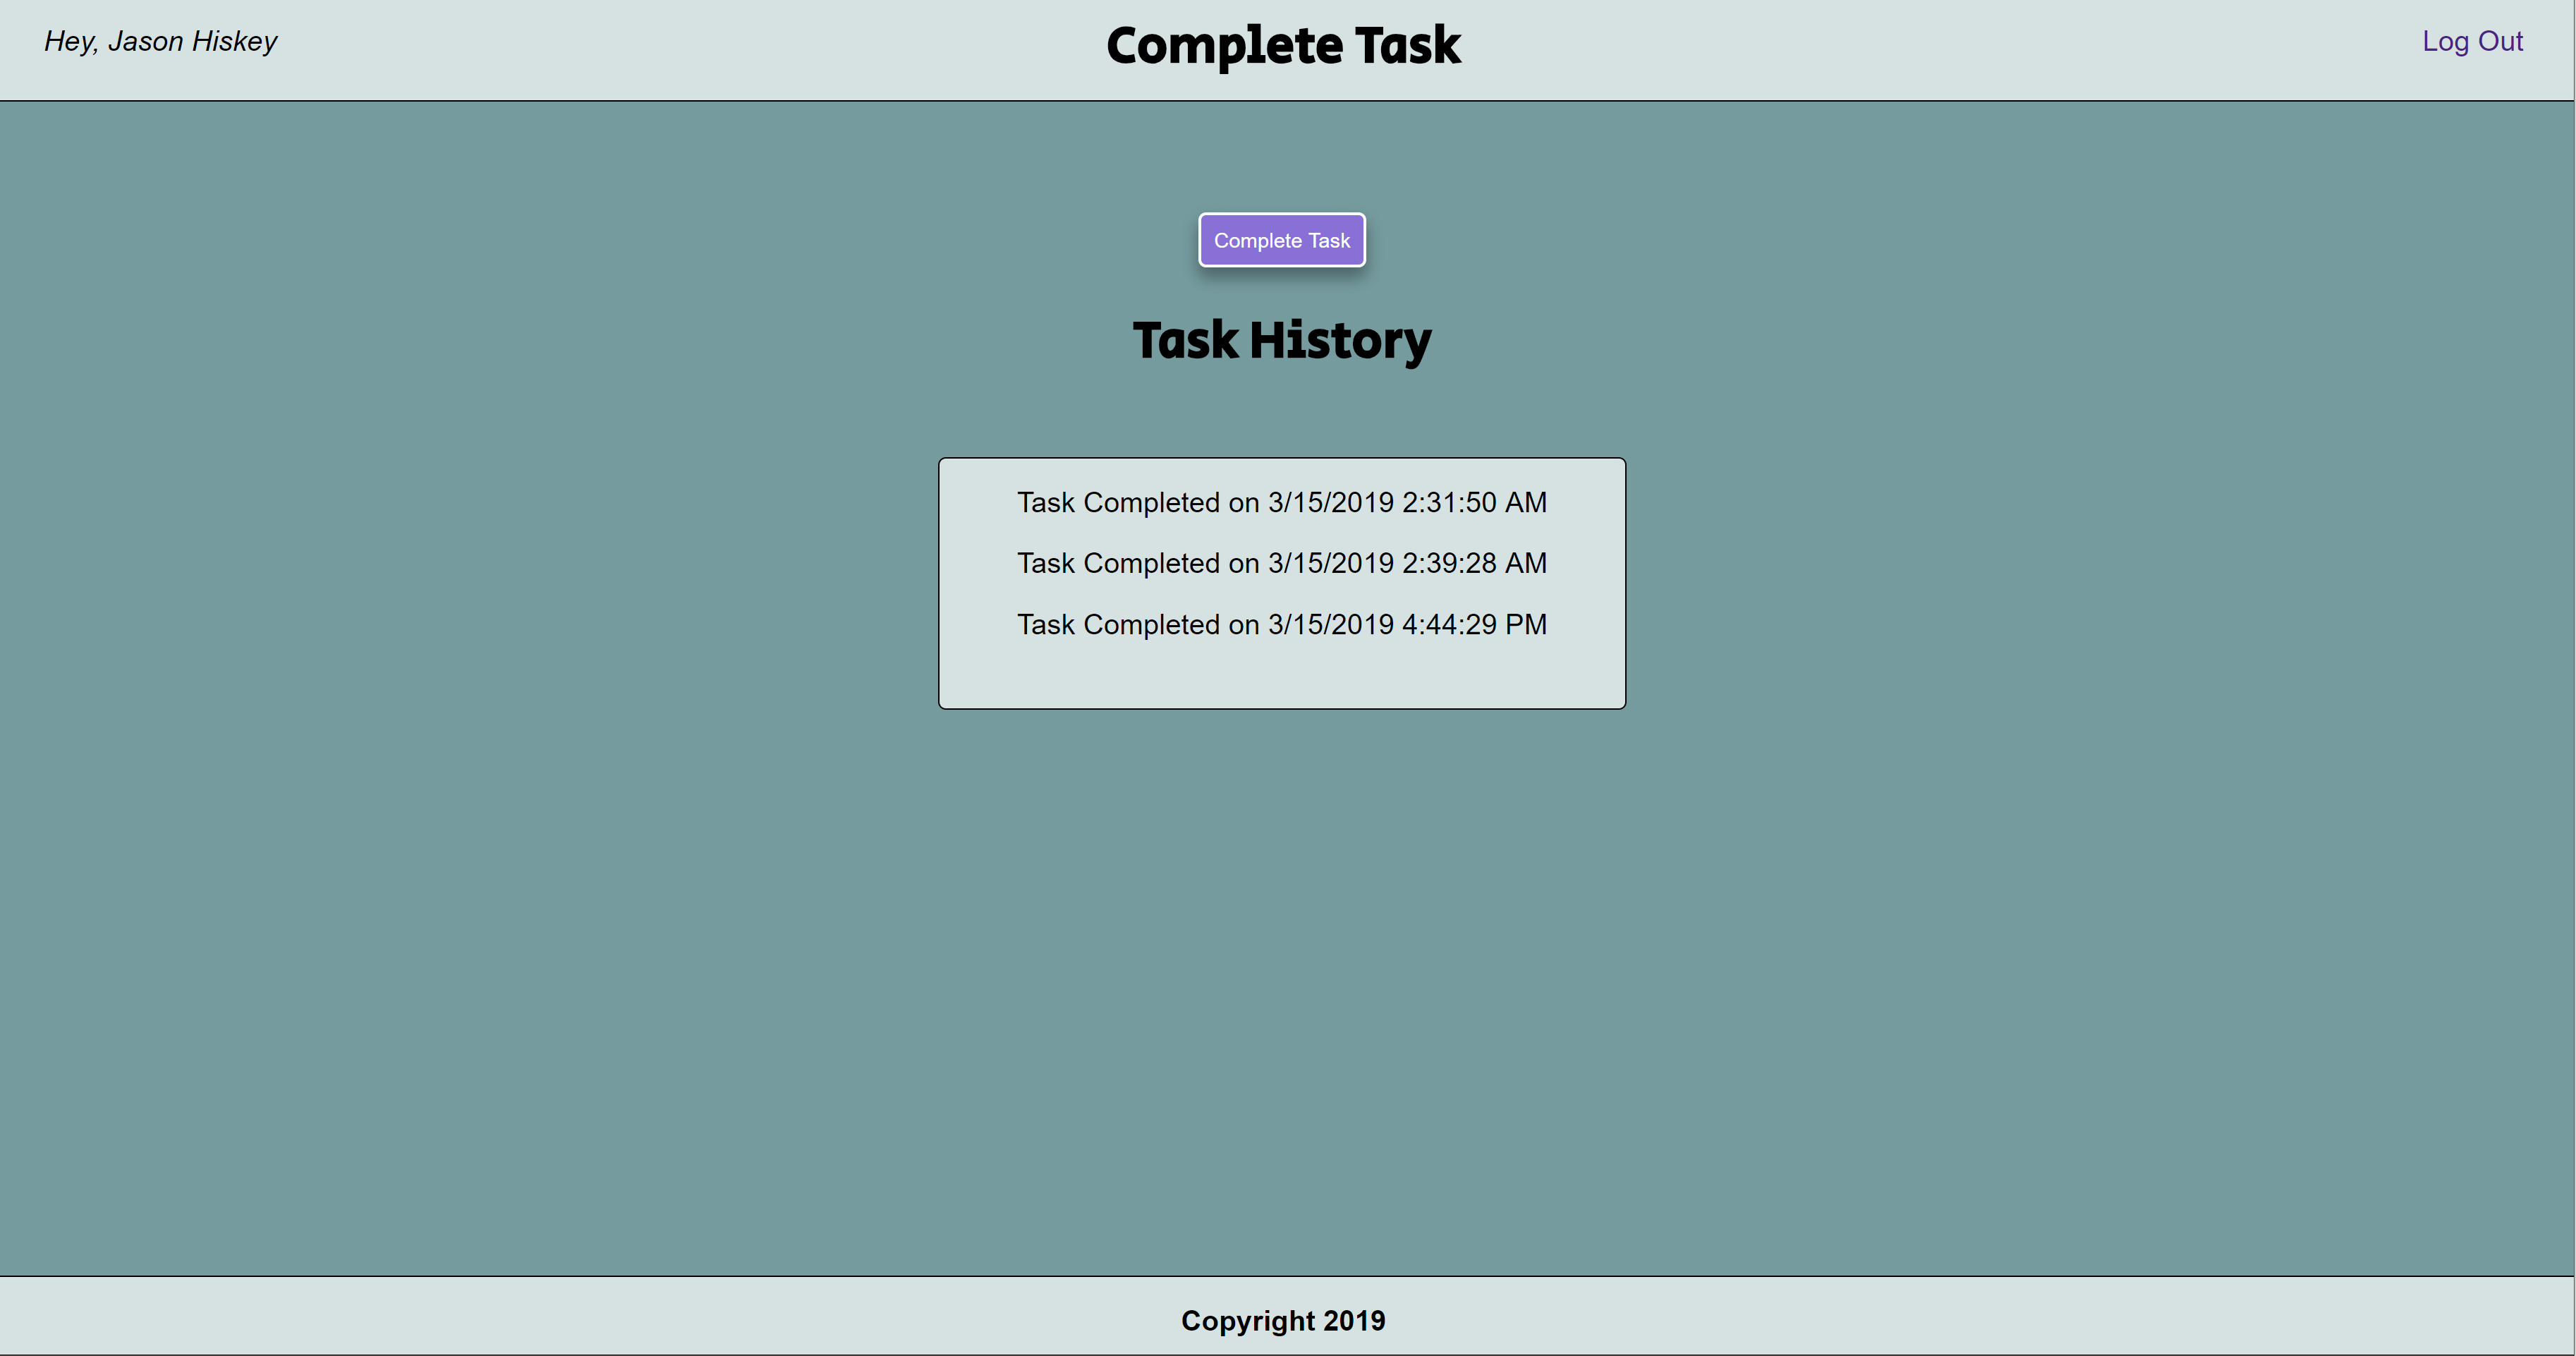 Hey, Jason Hiskey
Complete Task
Log Out
Complete Task
Task History
Task Completed on 3/15/2019 2:31:50 AM
Task Completed on 3/15/2019 2:39:28 AM
Task Completed on 3/15/2019 4:44:29 PM
Copyright 2019